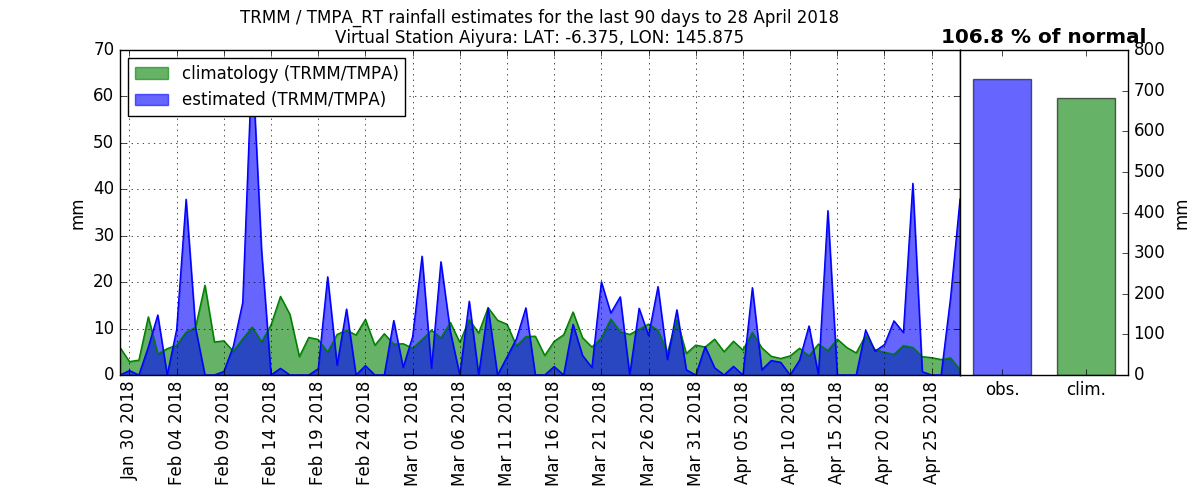 TRMM / TMPA_RT rainfall estimates for the last 90 days to 28 April 2018
Virtual Station Aiyura: LAT: -6.375, LON: 145.875
106.8 % of normal
climatology (TRMM/TMPA)
estimated (TRMM/TMPA)
70
60
50
40
30
20
10
0
mm
Jan 30 2018
Feb 04 2018
Feb 09 2018
Feb 14 2018
Feb 19 2018
Feb 24 2018
Mar 01 2018
Mar 06 2018
Mar 11 2018
Mar 16 2018
Mar 21 2018
Mar 26 2018
Mar 31 2018
Apr 05 2018
Apr 10 2018
Apr 15 2018
Apr 20 2018
Apr 25 2018
obs.
clim.
800
700
600
500
400
300
200
100
0
mm